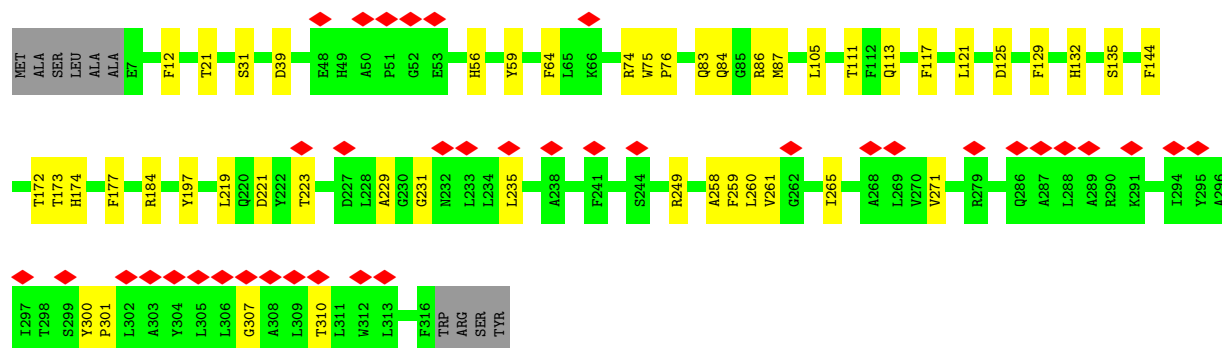 MET ALA SER LEU ALA ALA E7 F12 T21 S31 D39 E48 H49 A50 P51 G52 E53 H56 Y59 F64 L65 K66 R74 W75 P76 Q83 Q84 G85 R86 M87 L105 T111 F112 Q113 F117 L121 D125 F129 H132 S135 F144
T172 T173 H174 F177 R184 Y197 L219 Q220 D221 Y222 T223 D227 L228 A229 G230 G231 N232 L233 L234 L235 A238 F241 S244 R249 A258 F259 L260 V261 G262 I265 A268 L269 V270 V271 R279 Q286 A287 L288 A289 R290 K291 I294 Y295 A296
I297 T298 S299 Y300 P301 L302 A303 Y304 L305 L306 G307 A308 L309 T310 L311 W312 L313 F316 TRP ARG SER TYR